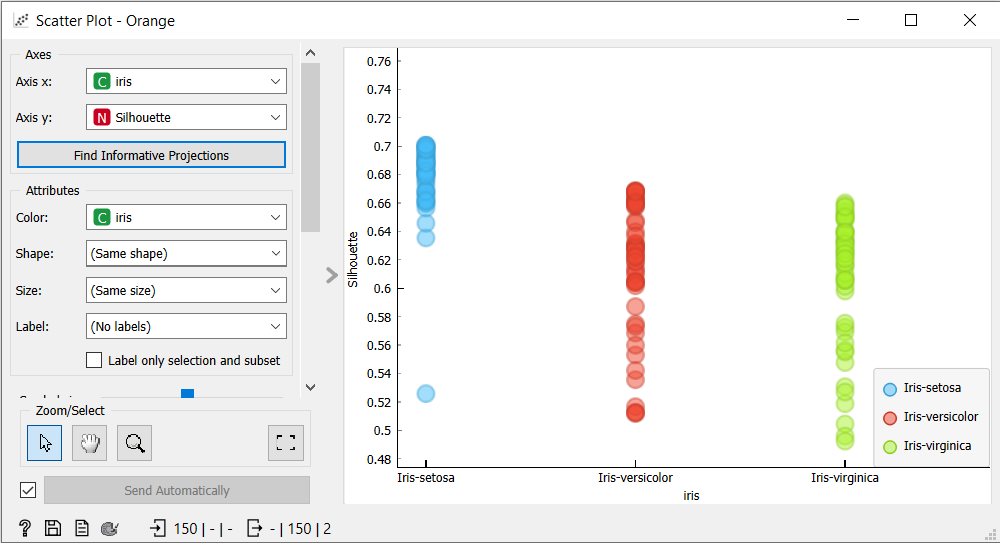 Scatter Plot - Orange
Axes
Axis x: C iris
Axis y: N Silhouette
Find Informative Projections
Attributes
Color: C iris
Shape: (Same shape)
Size: (Same size)
Label: (No labels)
Label only selection and subset
Zoom/Select
Send Automatically
? 150 | - | - - | 150 | 2
0.76
0.74
0.72
0.7
0.68
0.66
0.64
0.62
0.6
0.58
0.56
0.54
0.52
0.5
0.48
Silhouette
Iris-setosa
Iris-versicolor
Iris-virginica
Iris-setosa Iris-versicolor Iris-virginica
iris